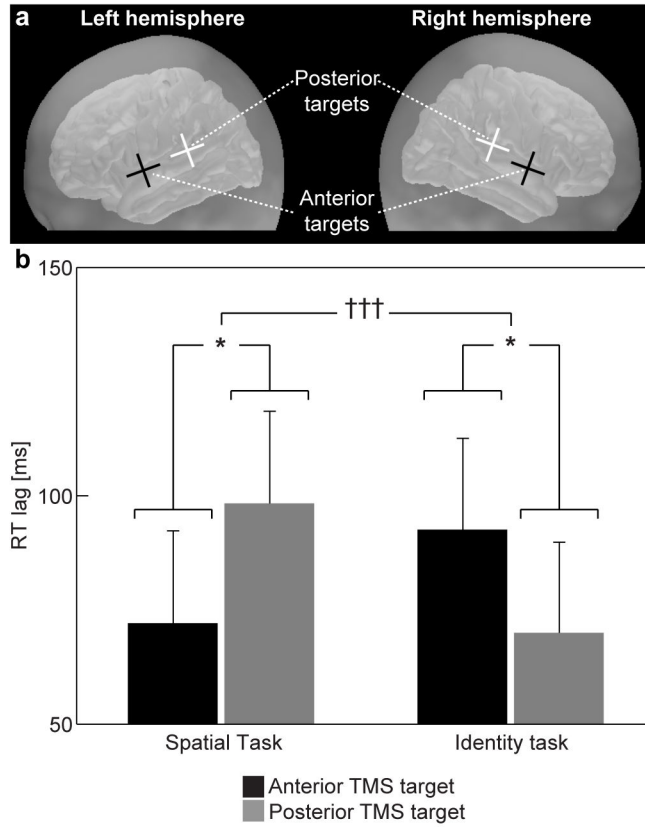 a
Left hemisphere
Right hemisphere
Posterior
targets
Anterior
targets
b
150
†††
*
*
100
RT lag [ms]
50
Spatial Task
Identity task
Anterior TMS target
Posterior TMS target